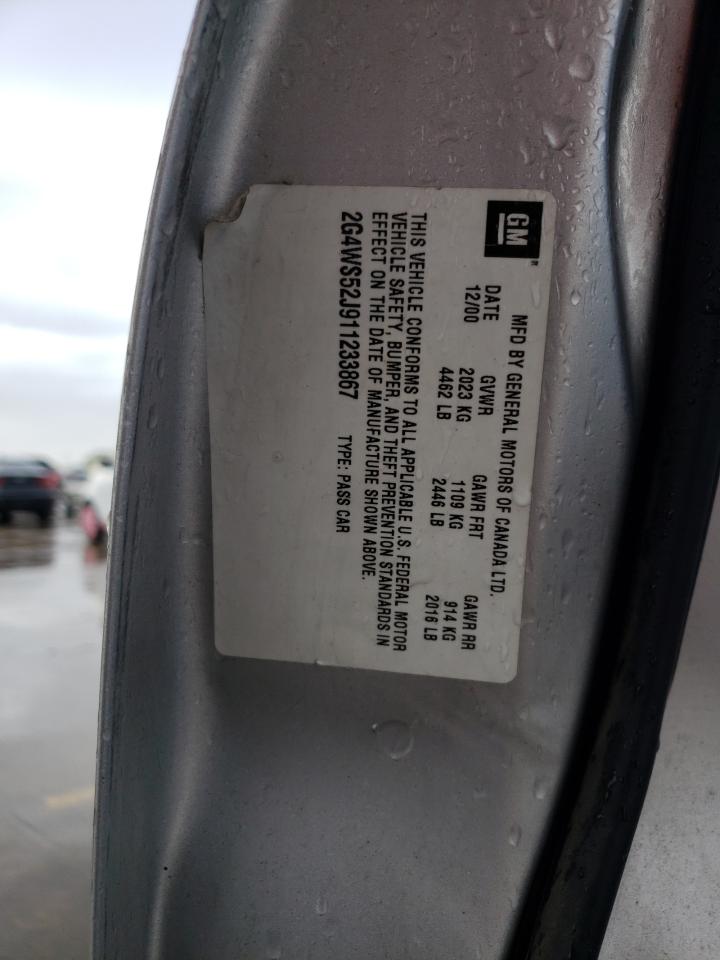 GM®
MFD BY GENERAL MOTORS OF CANADA LTD.
DATE GVWR GAWR FRT GAWR RR
12/00 2023 KG 1109 KG 914 KG
4462 LB 2446 LB 2016 LB
THIS VEHICLE CONFORMS TO ALL APPLICABLE U.S. FEDERAL MOTOR
VEHICLE SAFETY, BUMPER, AND THEFT PREVENTION STANDARDS IN
EFFECT ON THE DATE OF MANUFACTURE SHOWN ABOVE.
2G4WS52J911233867 TYPE: PASS CAR